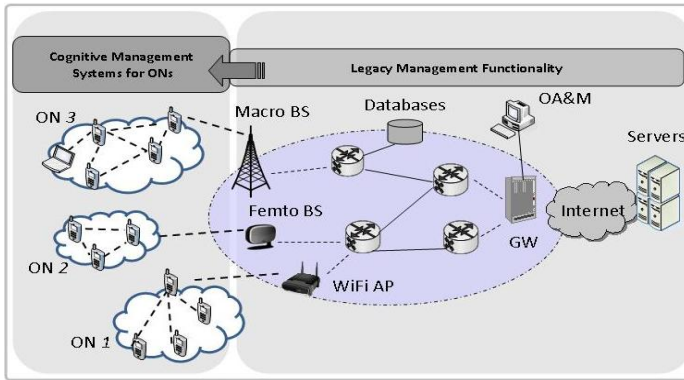 Cognitive Management
Systems for ONs
Legacy Management Functionality
ON 3
Macro BS
Databases
OA&M
Servers
Femto BS
Internet
ON 2
GW
WiFi AP
ON 1